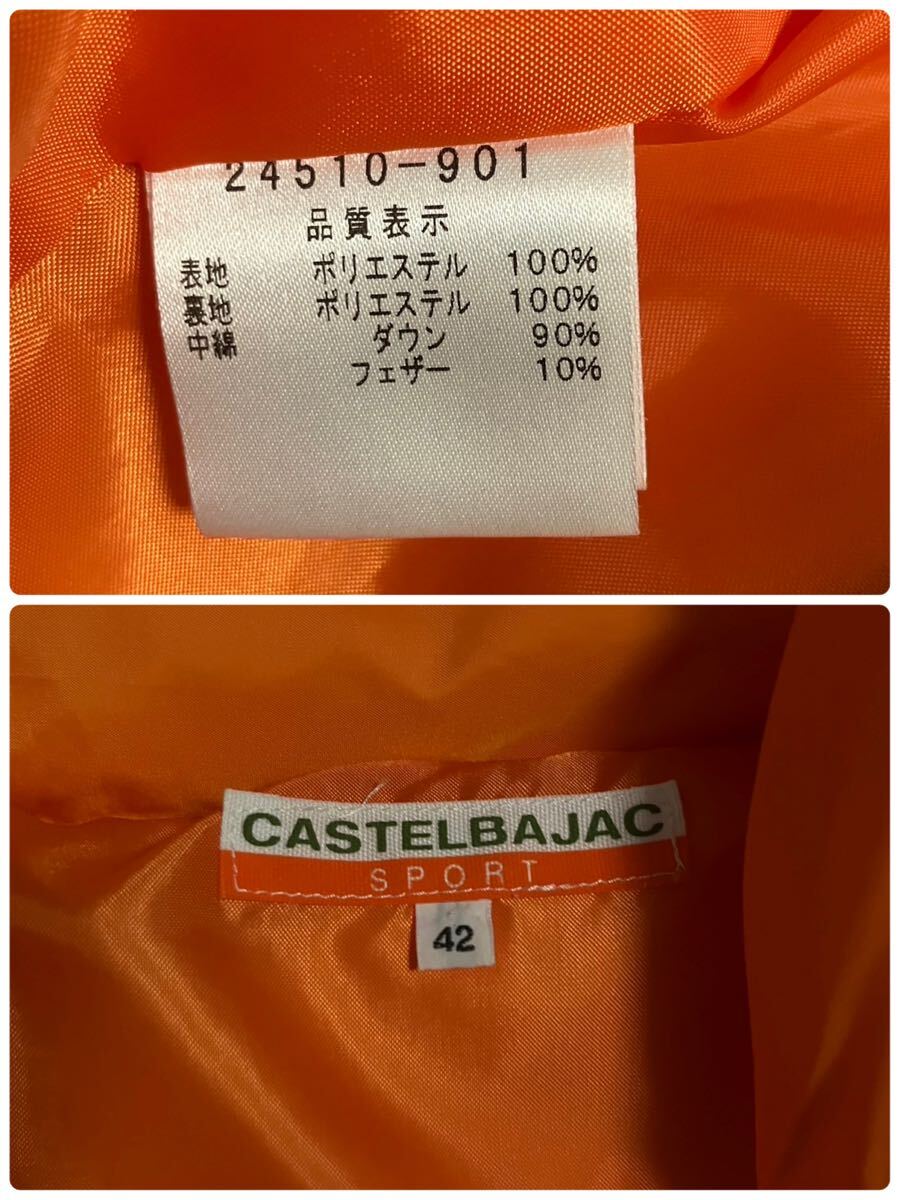 24510-901
品質表示
表地 ポリエステル 100%
裏地 ポリエステル 100%
中綿 ダウン 90%
フェザー 10%
CASTELBAJAC
SPORT
42